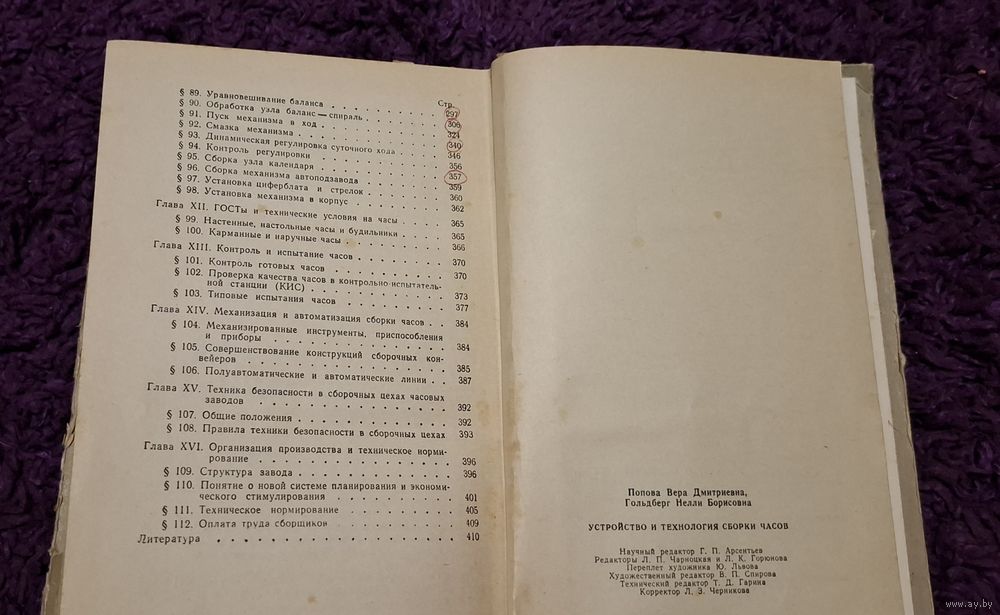 Стр.
§ 89. Уравновешивание баланса . . . . . . . . 297
§ 90. Обработка узла баланс — спираль . . . . . . . 306
§ 91. Пуск механизма в ход . . . . . . . . 321
§ 92. Смазка механизма . . . . . . . . 340
§ 93. Динамическая регулировка суточного хода . . . . 346
§ 94. Контроль регулировки . . . . . . . . 356
§ 95. Сборка узла календаря . . . . . . . . 357
§ 96. Сборка механизма автоподзавода . . . . . . . 359
§ 97. Установка циферблата и стрелок . . . . . . . 360
§ 98. Установка механизма в корпус . . . . . . . 362
Глава XII. ГОСТы и технические условия на часы . . . . 365
§ 99. Настенные, настольные часы и будильники . . . . 365
§ 100. Карманные и наручные часы . . . . . . . 366
Глава XIII. Контроль и испытание часов . . . . . . . 370
§ 101. Контроль готовых часов . . . . . . . . 370
§ 102. Проверка качества часов в контрольно-испытатель-
ной станции (КИС) . . . . . . . . 373
§ 103. Типовые испытания часов . . . . . . . 377
Глава XIV. Механизация и автоматизация сборки часов . . 384
§ 104. Механизированные инструменты, приспособления
и приборы . . . . . . . . 384
§ 105. Совершенствование конструкций сборочных кон-
вейеров . . . . . . . . 385
§ 106. Полуавтоматические и автоматические линии . . 387
Глава XV. Техника безопасности в сборочных цехах часовых
заводов . . . . . . . . 392
§ 107. Общие положения . . . . . . . . 392
§ 108. Правила техники безопасности в сборочных цехах 393
Глава XVI. Организация производства и техническое норми-
рование . . . . . . . . 396
§ 109. Структура завода . . . . . . . . 396
§ 110. Понятие о новой системе планирования и экономи-
ческого стимулирования . . . . . . . 401
§ 111. Техническое нормирование . . . . . . . 405
§ 112. Оплата труда сборщиков . . . . . . . 409
Литература . . . . . . . . 410
Попова Вера Дмитриевна,
Гольдберг Нелли Борисовна
УСТРОЙСТВО И ТЕХНОЛОГИЯ СБОРКИ ЧАСОВ
Научный редактор Г. П. Арсентьев
Редакторы Л. П. Чарноцкая и Л. К. Горюнова
Переплет художника Ю. Львова
Художественный редактор В. П. Спирова
Технический редактор Т. Д. Гарина
Корректор Л. З. Черникова
www.ay.by